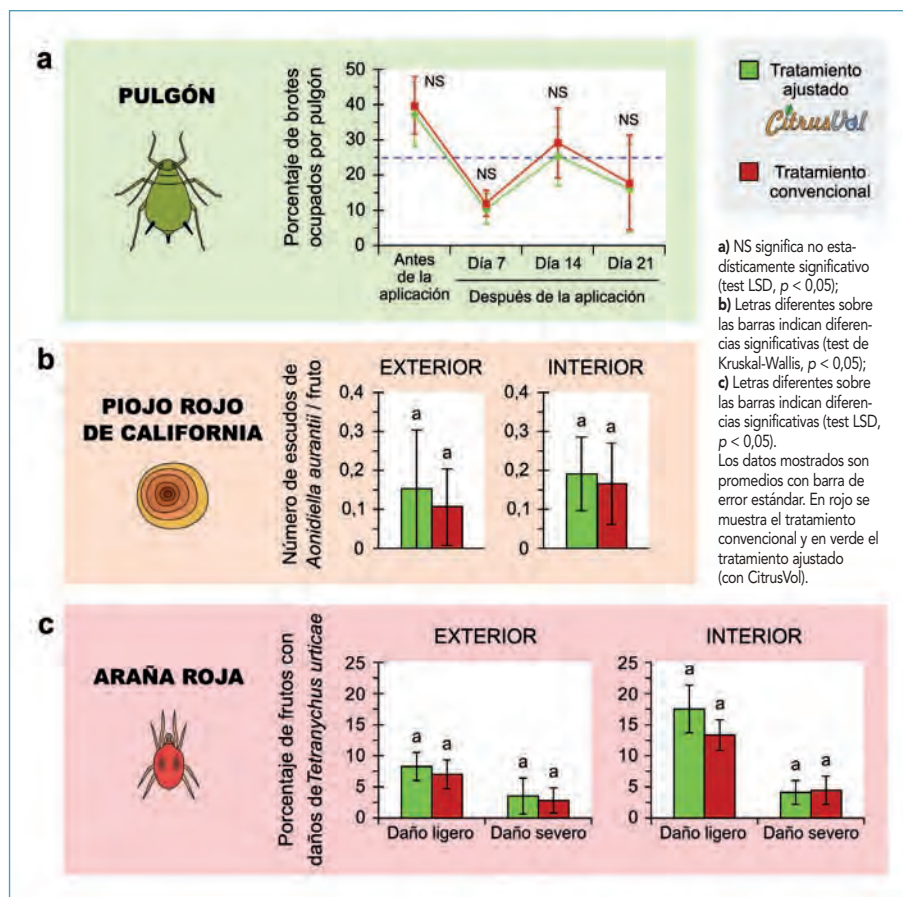 a
PULGÓN
Porcentaje de brotes
ocupados por pulgón
50
40
30
20
10
0
NS
NS
NS
NS
Antes
de la
aplicación
Día 7
Día 14
Día 21
Después de la aplicación
Tratamiento
ajustado
CitrusVol
Tratamiento
convencional
a) NS significa no esta-
dísticamente significativo
(test LSD, p < 0,05);
b) Letras diferentes sobre
las barras indican diferen-
cias significativas (test de
Kruskal-Wallis, p < 0,05);
c) Letras diferentes sobre
las barras indican diferen-
cias significativas (test LSD,
p < 0,05).
Los datos mostrados son
promedios con barra de
error estándar. En rojo se
muestra el tratamiento
convencional y en verde el
tratamiento ajustado
(con CitrusVol).
b
PIOJO ROJO
DE CALIFORNIA
Número de escudos de
Aonidiella aurantii / fruto
EXTERIOR
0,4
0,3
0,2
0,1
0
a
a
INTERIOR
0,4
0,3
0,2
0,1
0
a
a
c
ARAÑA ROJA
Porcentaje de frutos con
daños de Tetranychus urticae
EXTERIOR
25
20
15
10
5
0
a
a
a
a
Daño ligero
Daño severo
INTERIOR
25
20
15
10
5
0
a
a
a
a
Daño ligero
Daño severo